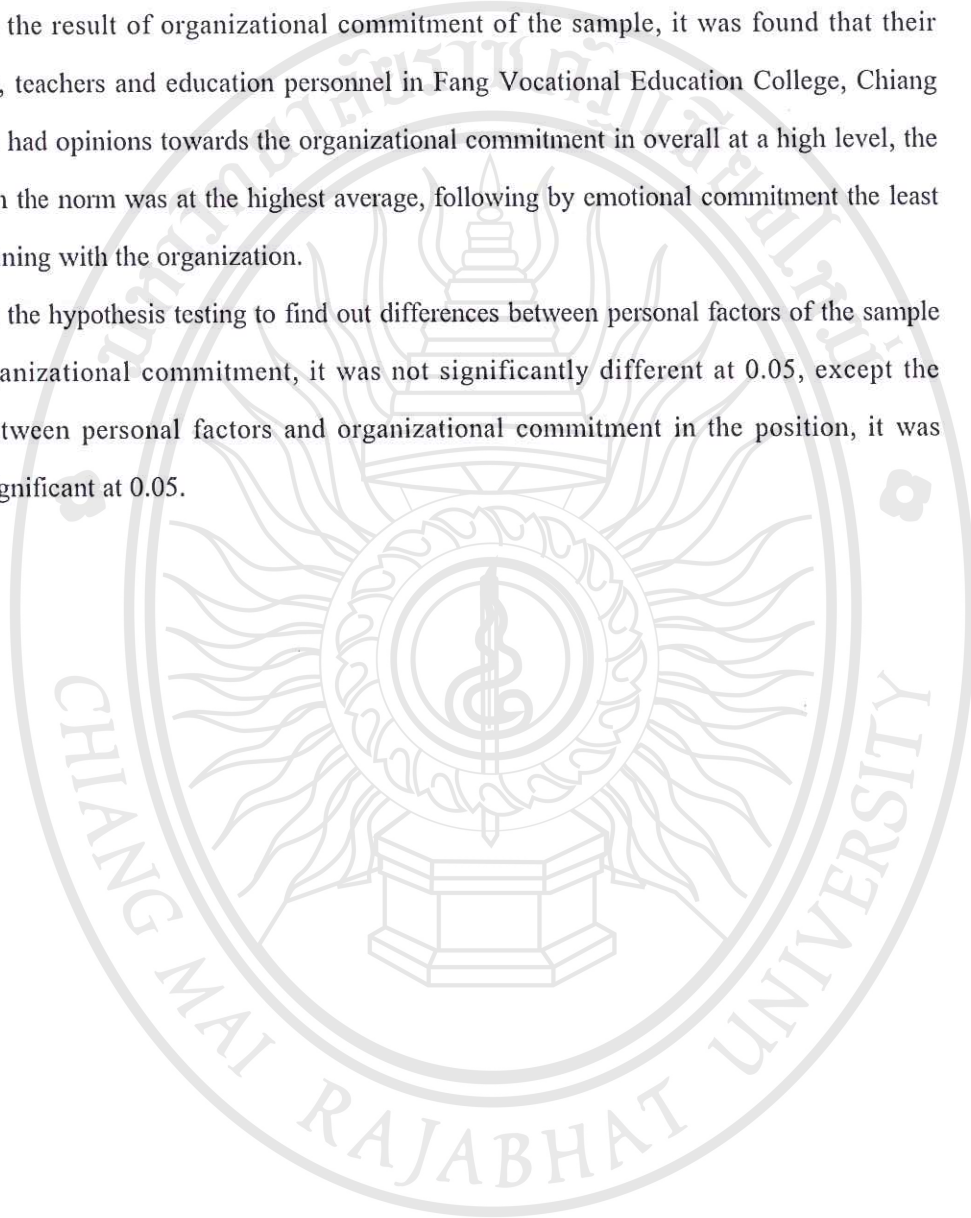 the result of organizational commitment of the sample, it was found that their
, teachers and education personnel in Fang Vocational Education College, Chiang
had opinions towards the organizational commitment in overall at a high level, the
the norm was at the highest average, following by emotional commitment the least
ning with the organization.
the hypothesis testing to find out differences between personal factors of the sample
anizational commitment, it was not significantly different at 0.05, except the
tween personal factors and organizational commitment in the position, it was
gnificant at 0.05.
CHIANG MAI RAJABHAT UNIVERSITY